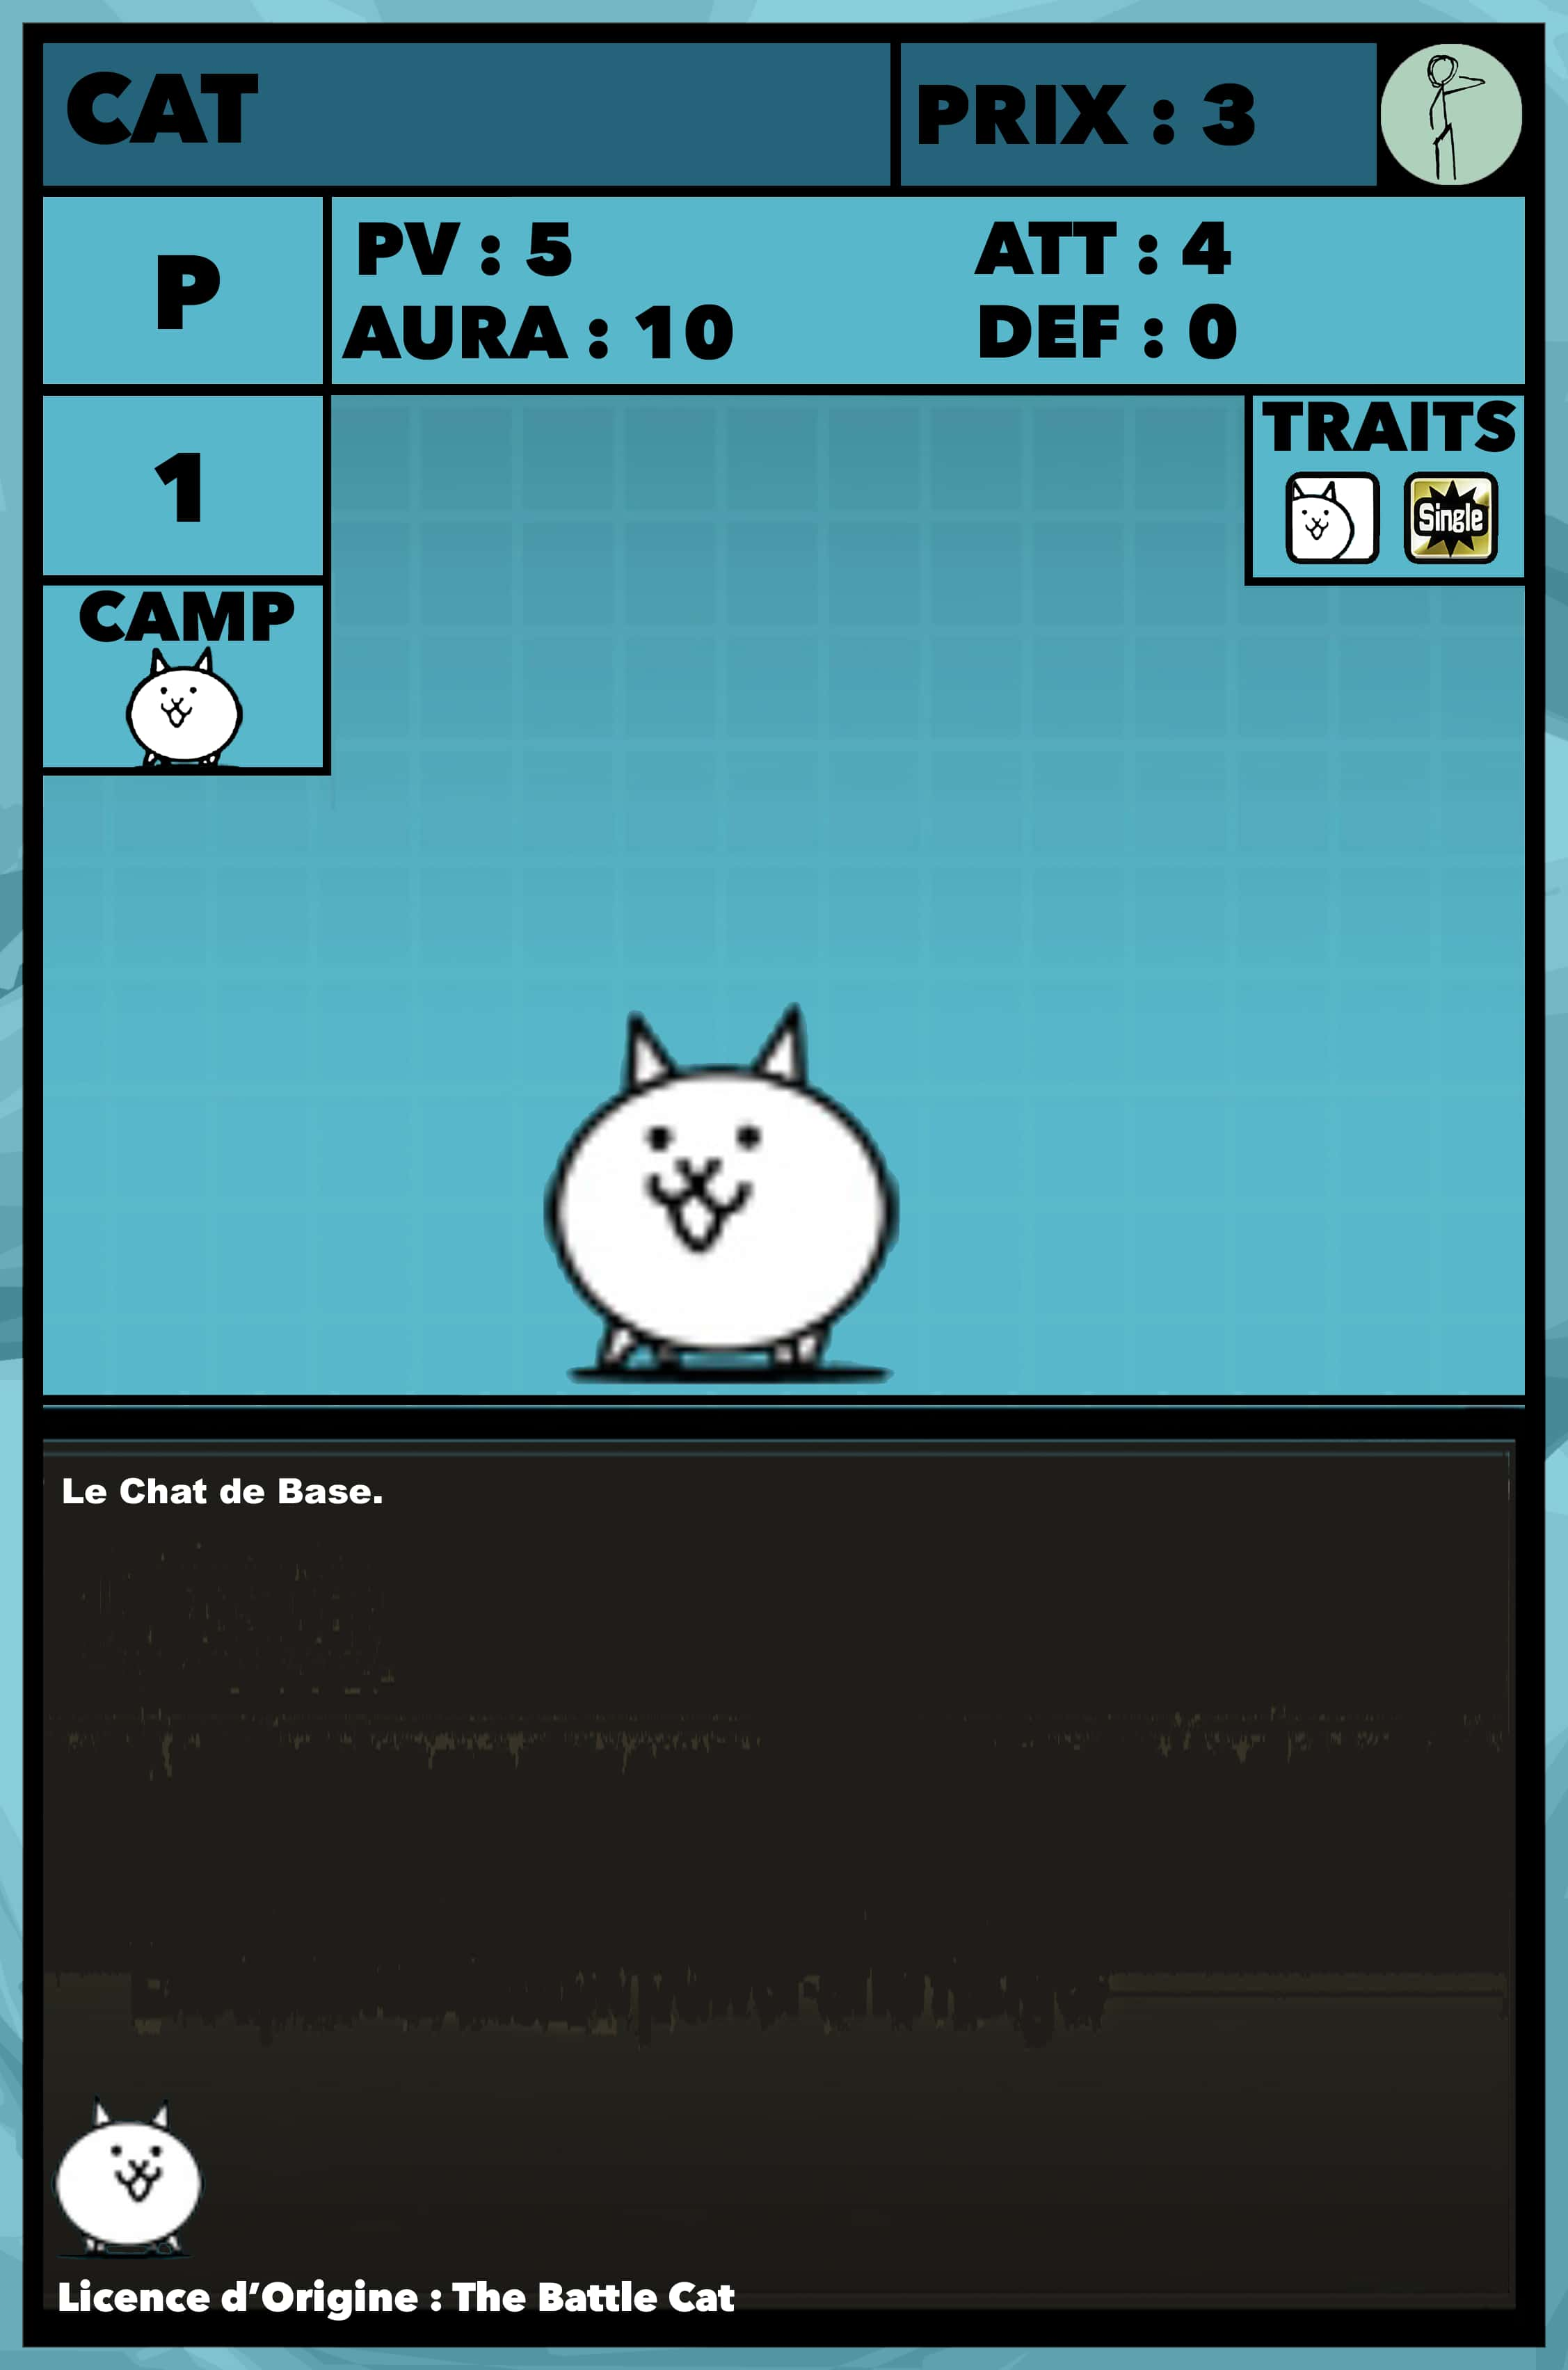 CAT
PRIX : 3
P
PV : 5
ATT : 4
AURA : 10
DEF : 0
1
TRAITS
Single
CAMP
Le Chat de Base.
Licence d’Origine : The Battle Cat